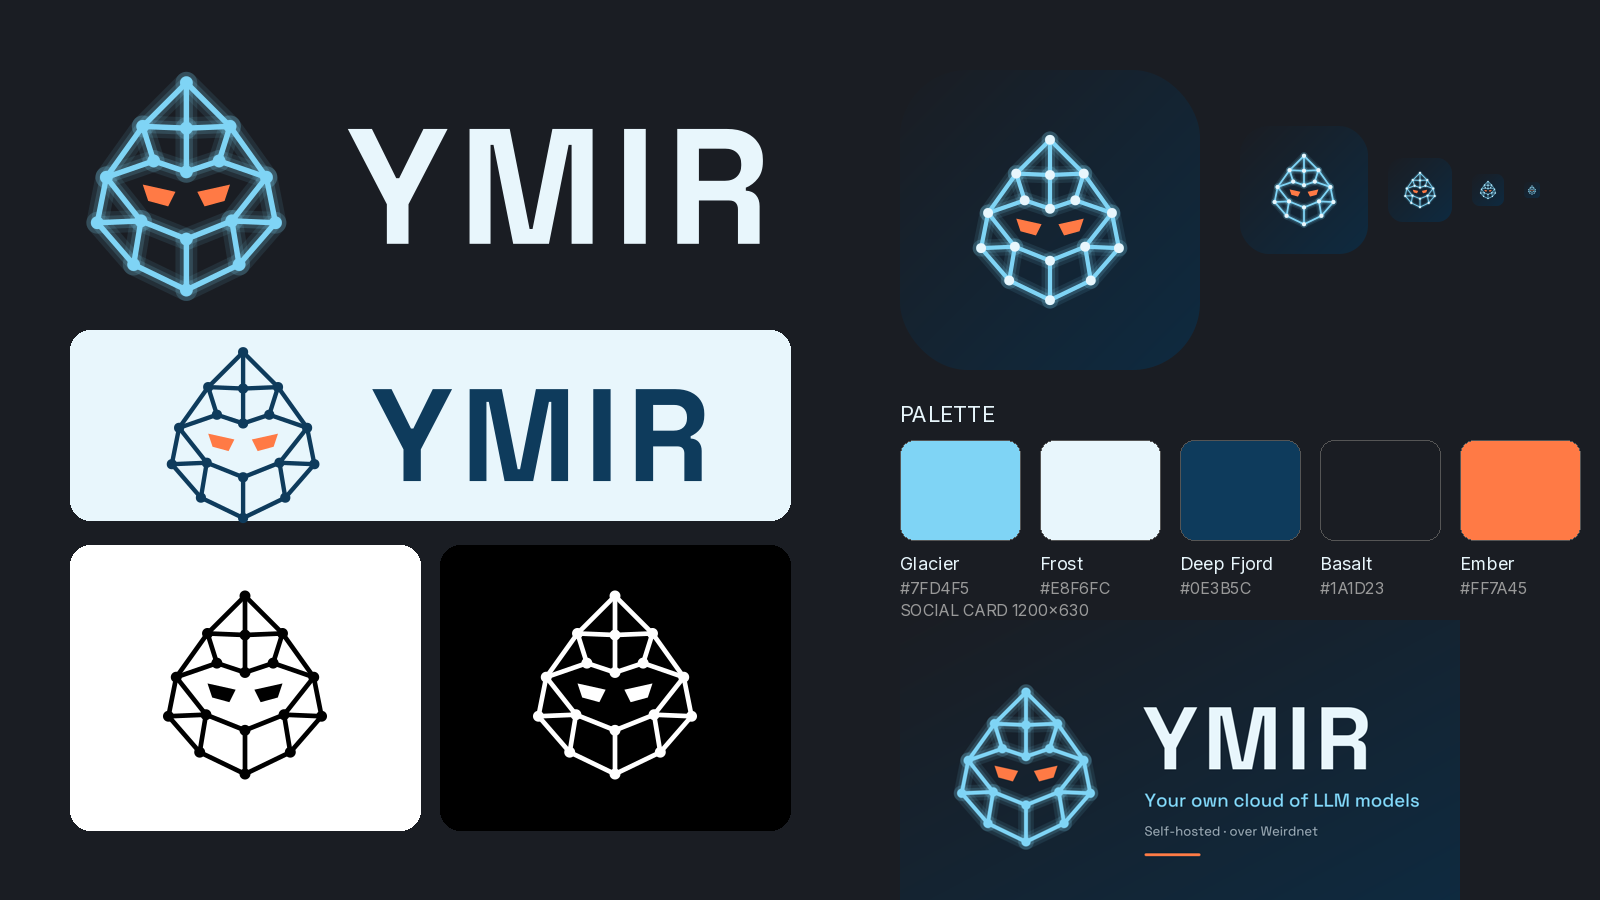 YMIR
YMIR
PALETTE
Glacier
#7FD4F5
Frost
#E8F6FC
Deep Fjord
#0E3B5C
Basalt
#1A1D23
Ember
#FF7A45
SOCIAL CARD 1200×630
YMIR
Your own cloud of LLM models
Self-hosted · over Weirdnet